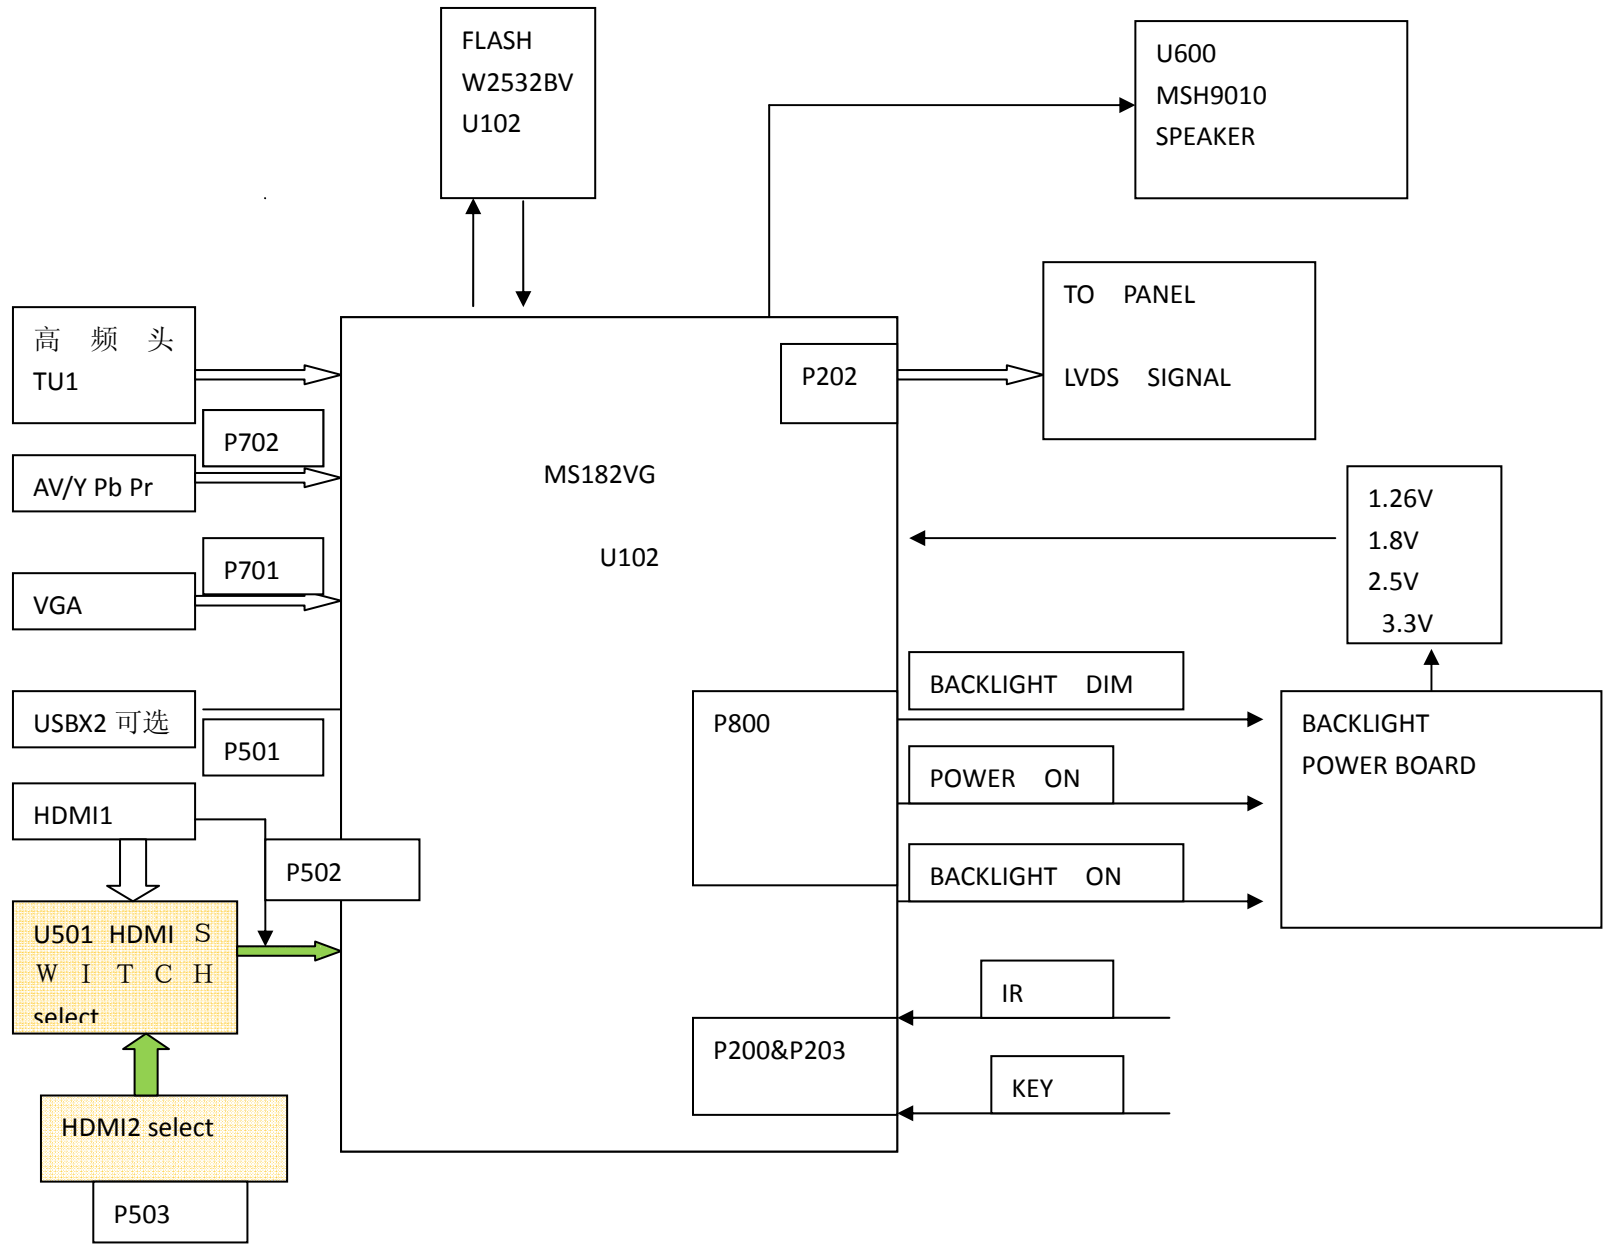 FLASH
W2532BV
U102
U600
MSH9010
SPEAKER
TO PANEL
LVDS SIGNAL
高 频 头
TU1
P202
P702
AV/Y Pb Pr
MS182VG
U102
P701
VGA
1.26V
1.8V
2.5V
3.3V
USBX2 可选
P501
BACKLIGHT DIM
P800
POWER ON
BACKLIGHT
POWER BOARD
HDMI1
P502
BACKLIGHT ON
U501 HDMI Ｓ
Ｗ Ｉ Ｔ Ｃ Ｈ
select
IR
P200&P203
KEY
HDMI2 select
P503